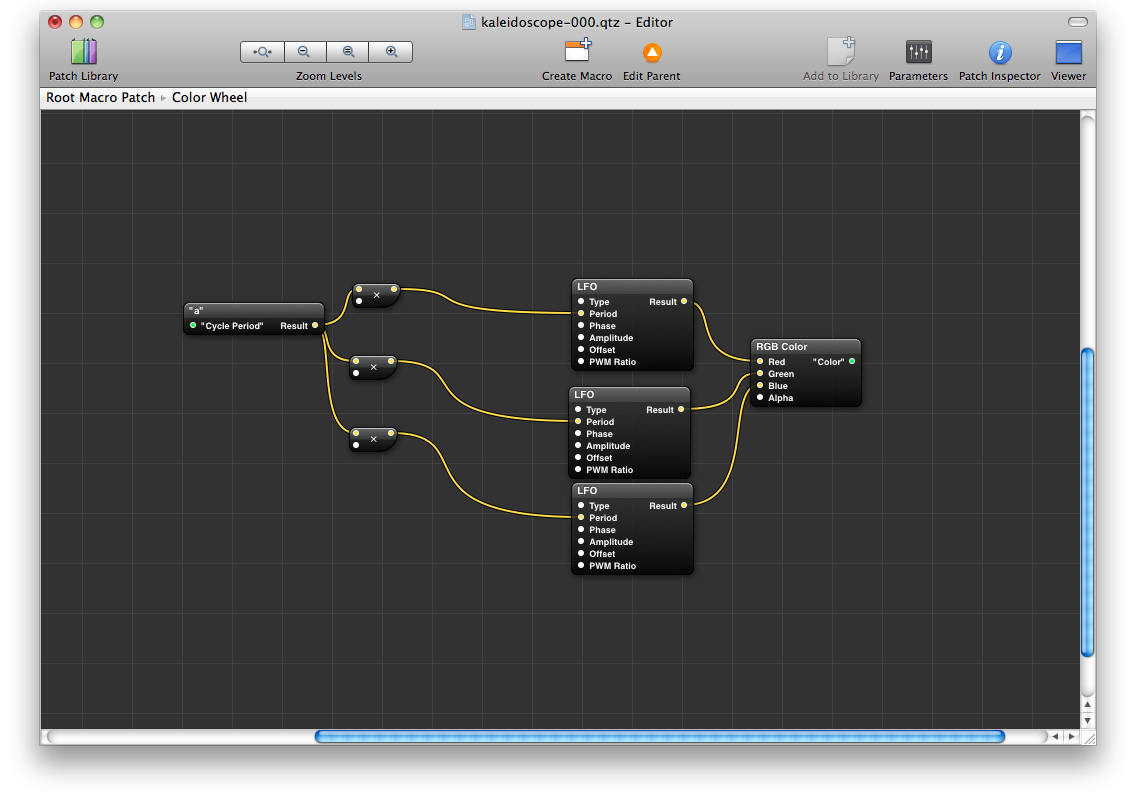 kaleidoscope-000.qtz – Editor
Patch Library
Zoom Levels
Create Macro
Edit Parent
Add to Library
Parameters
Patch Inspector
Viewer
Root Macro Patch ▸ Color Wheel
"a"
"Cycle Period" Result
×
×
×
LFO
Type Result
Period
Phase
Amplitude
Offset
PWM Ratio
LFO
Type Result
Period
Phase
Amplitude
Offset
PWM Ratio
LFO
Type Result
Period
Phase
Amplitude
Offset
PWM Ratio
RGB Color
Red "Color"
Green
Blue
Alpha